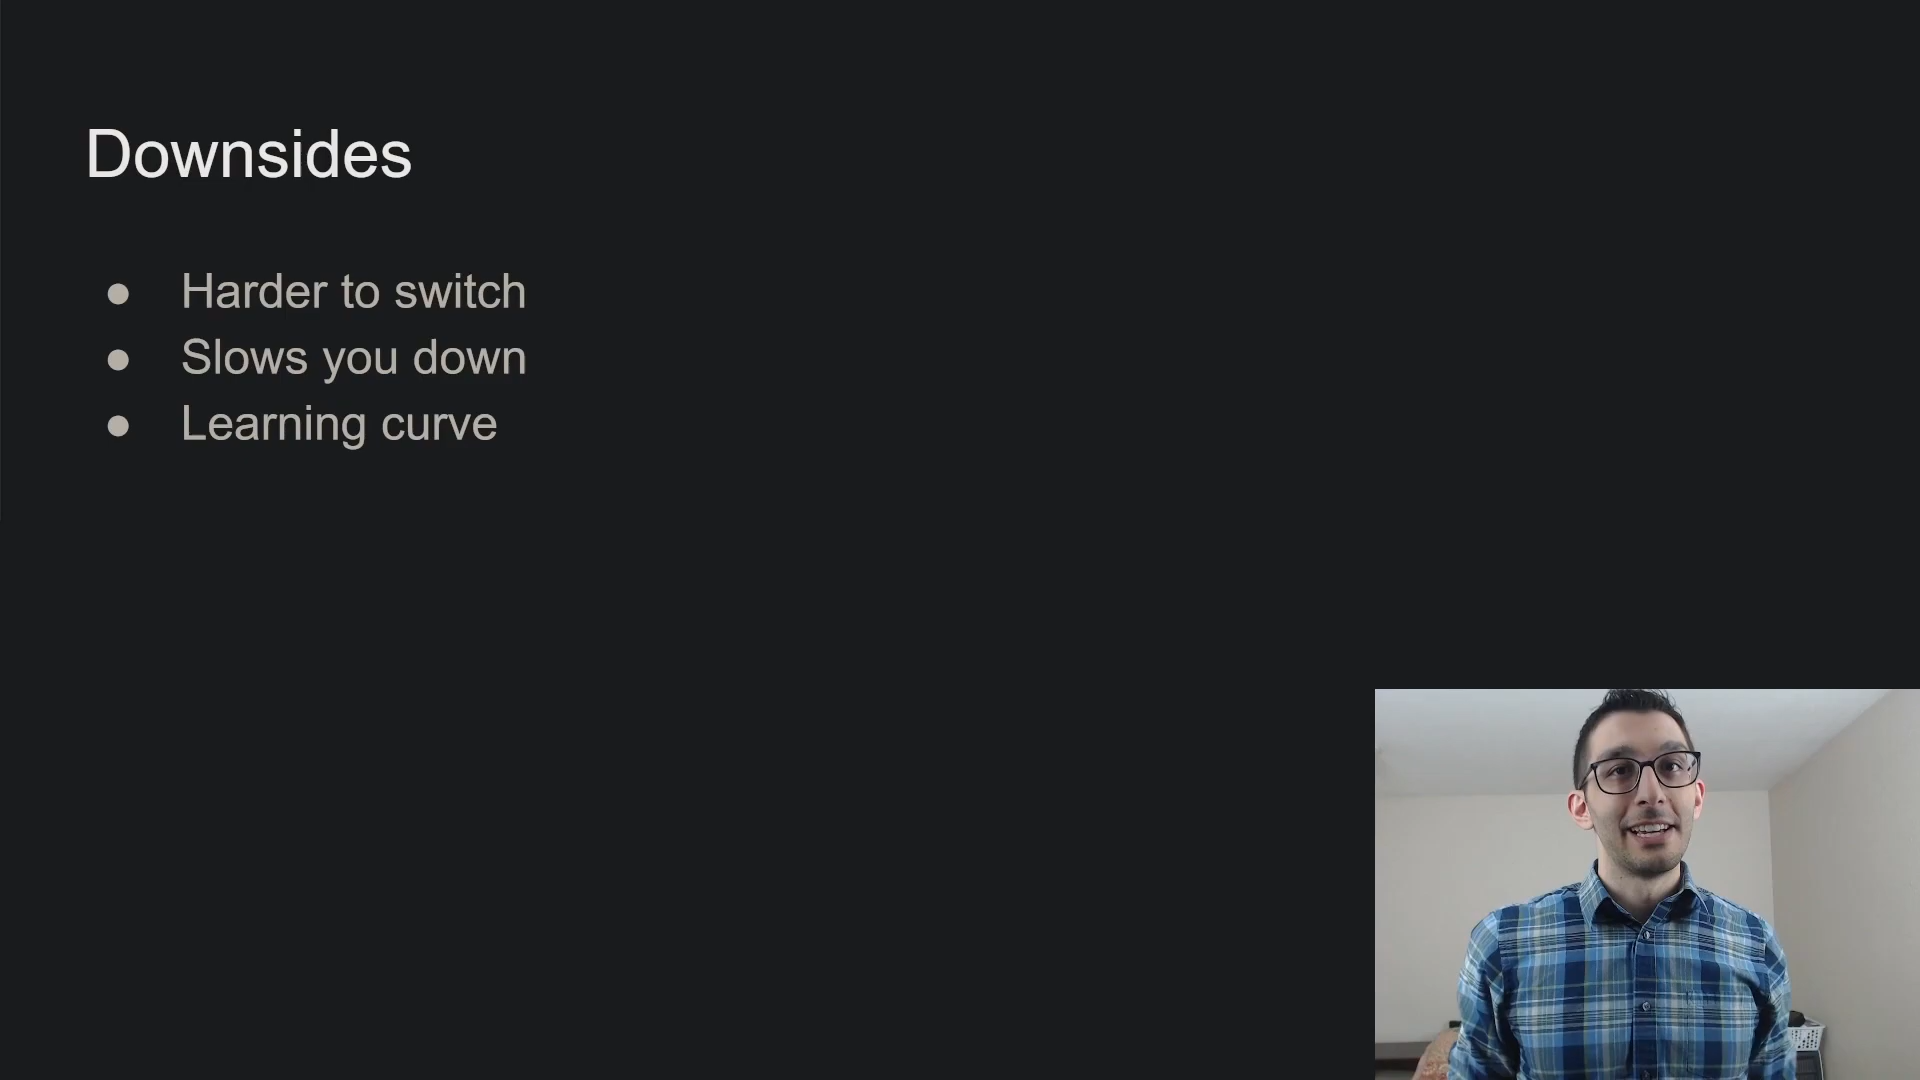 Downsides
● Harder to switch
● Slows you down
● Learning curve